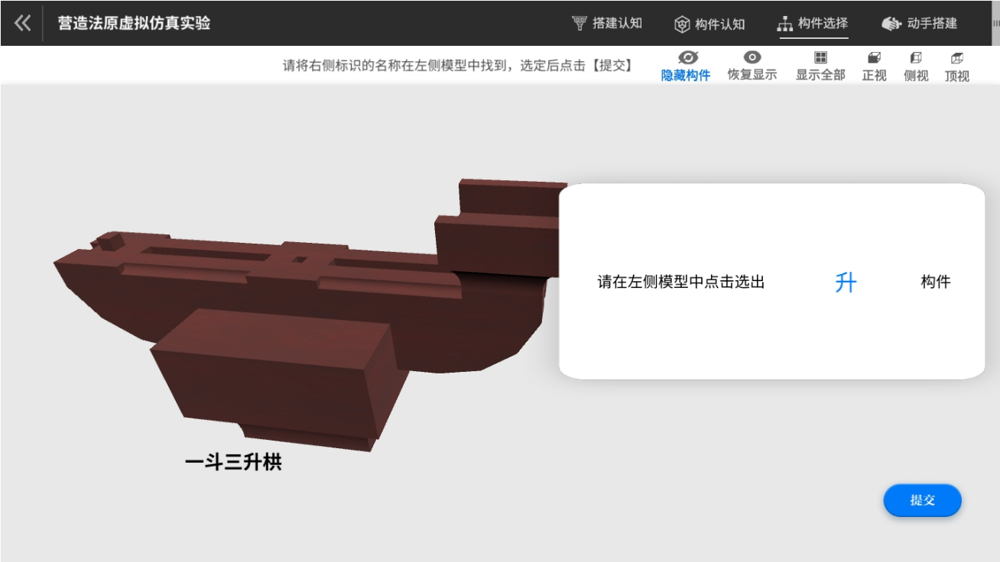 营造法原虚拟仿真实验
搭建认知
构件认知
构件选择
动手搭建
请将右侧标识的名称在左侧模型中找到，选定后点击【提交】
隐藏构件
恢复显示
显示全部
正视
侧视
顶视
请在左侧模型中点击选出 升 构件
一斗三升栱
提交